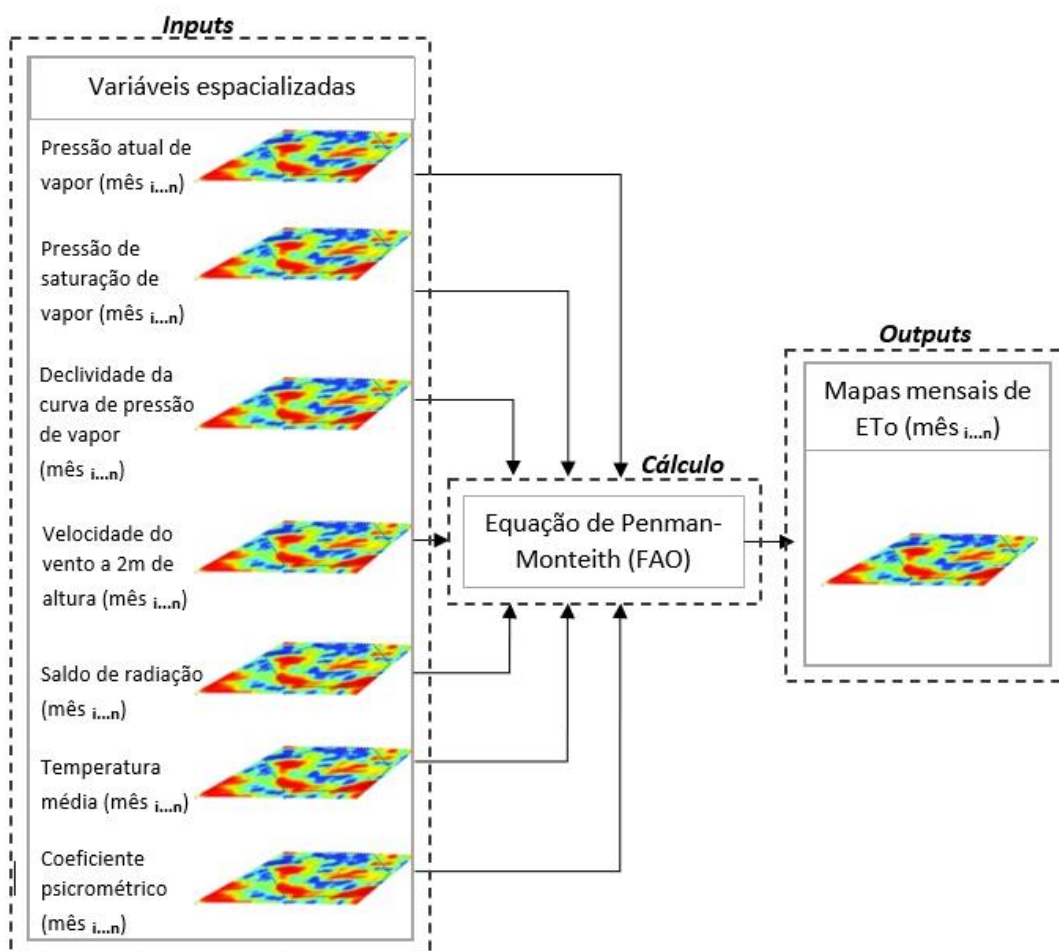 Inputs
Variáveis espacializadas
Pressão atual de
vapor (mês i...n)
Pressão de
saturação de
vapor (mês i...n)
Declividade da
curva de pressão
de vapor
(mês i...n)
Velocidade do
vento a 2m de
altura (mês i...n)
Saldo de radiação
(mês i...n)
Temperatura
média (mês i...n)
Coeficiente
psicrométrico
(mês i...n)
Cálculo
Equação de Penman-
Monteith (FAO)
Outputs
Mapas mensais de
ETo (mês i...n)